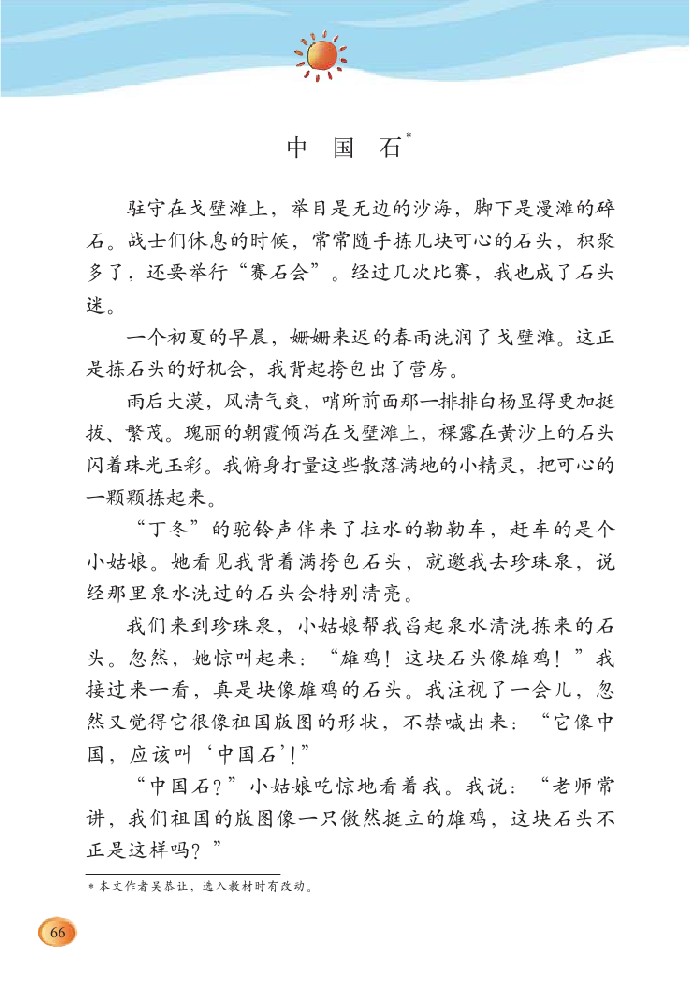 中 国 石*
驻守在戈壁滩上，举目是无边的沙海，脚下是漫滩的碎
石。战士们休息的时候，常常随手拣几块可心的石头，积聚
多了，还要举行“赛石会”。经过几次比赛，我也成了石头
迷。
一个初夏的早晨，姗姗来迟的春雨洗润了戈壁滩。这正
是拣石头的好机会，我背起挎包出了营房。
雨后大漠，风清气爽，哨所前面那一排排白杨显得更加挺
拔、繁茂。瑰丽的朝霞倾泻在戈壁滩上，裸露在黄沙上的石头
闪着珠光玉彩。我俯身打量这些散落满地的小精灵，把可心的
一颗颗拣起来。
“丁冬”的驼铃声伴来了拉水的勒勒车，赶车的是个
小姑娘。她看见我背着满挎包石头，就邀我去珍珠泉，说
经那里泉水洗过的石头会特别清亮。
我们来到珍珠泉，小姑娘帮我舀起泉水清洗拣来的石
头。忽然，她惊叫起来：“雄鸡！这块石头像雄鸡！”我
接过来一看，真是块像雄鸡的石头。我注视了一会儿，忽
然又觉得它很像祖国版图的形状，不禁喊出来：“它像中
国，应该叫‘中国石’！”
“中国石？”小姑娘吃惊地看着我。我说：“老师常
讲，我们祖国的版图像一只傲然挺立的雄鸡，这块石头不
正是这样吗？”
*本文作者吴恭让，选入教材时有改动。
66